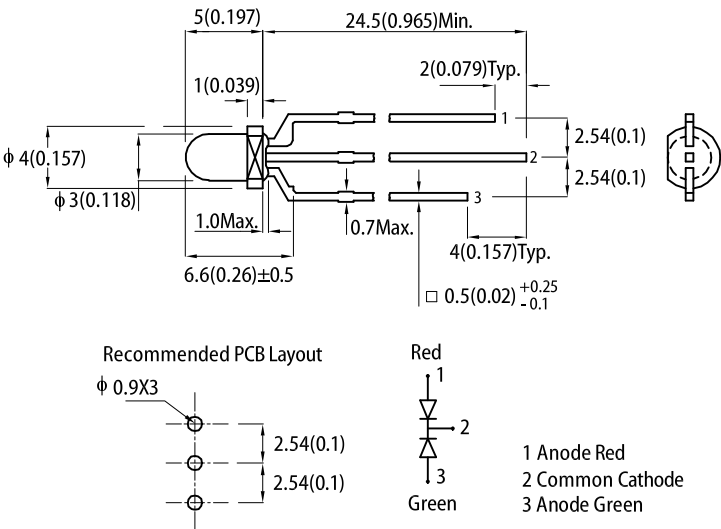 5(0.197)
24.5(0.965)Min.
2(0.079)Typ.
1(0.039)
1
2.54(0.1)
ϕ 4(0.157)
2
2.54(0.1)
ϕ 3(0.118)
3
1.0Max.
0.7Max.
4(0.157)Typ.
6.6(0.26)±0.5
□ 0.5(0.02) +0.25
- 0.1
Recommended PCB Layout
ϕ 0.9X3
2.54(0.1)
2.54(0.1)
Red
1
2
3
Green
1 Anode Red
2 Common Cathode
3 Anode Green